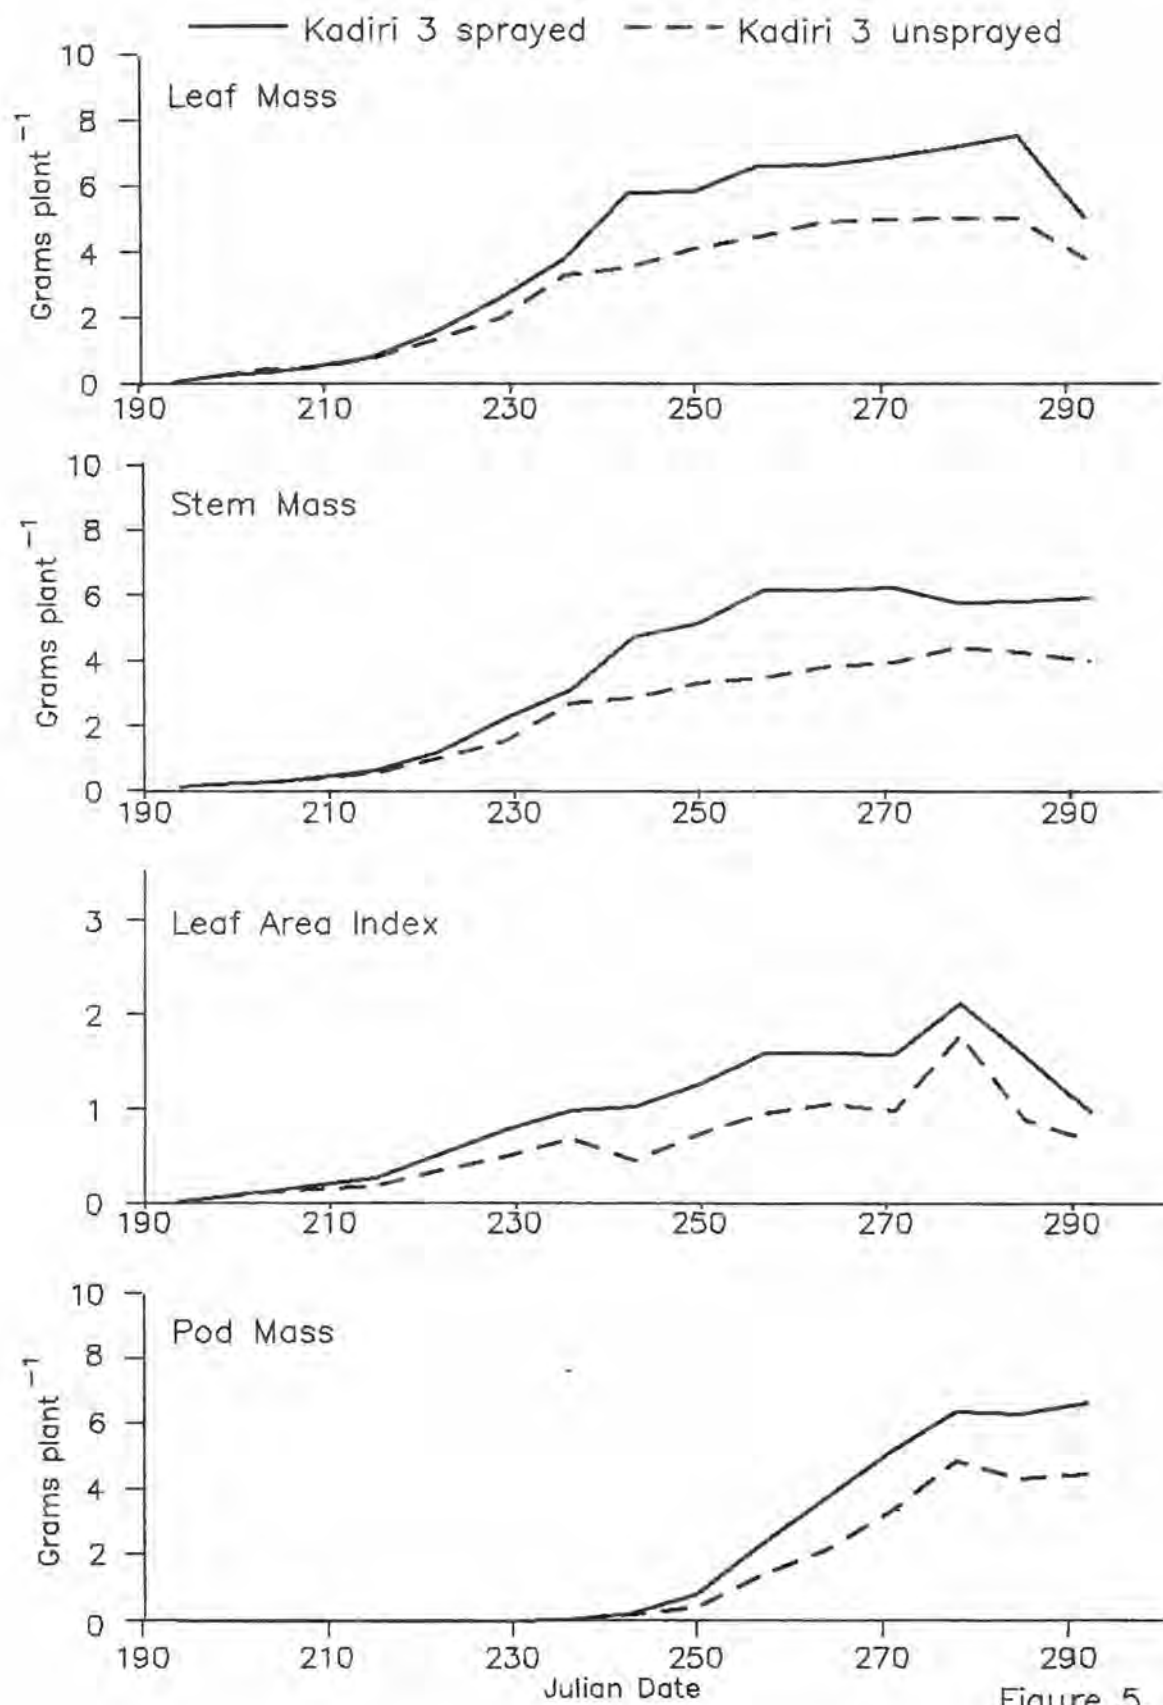 Kadiri 3 sprayed Kadiri 3 unsprayed
10
Leaf Mass
8
6
4
2
0
Grams plant⁻¹
190 210 230 250 270 290
10
Stem Mass
8
6
4
2
0
Grams plant⁻¹
190 210 230 250 270 290
3
Leaf Area Index
2
1
0
190 210 230 250 270 290
10
Pod Mass
8
6
4
2
0
Grams plant⁻¹
190 210 230 250 270 290
Julian Date
Figure 5